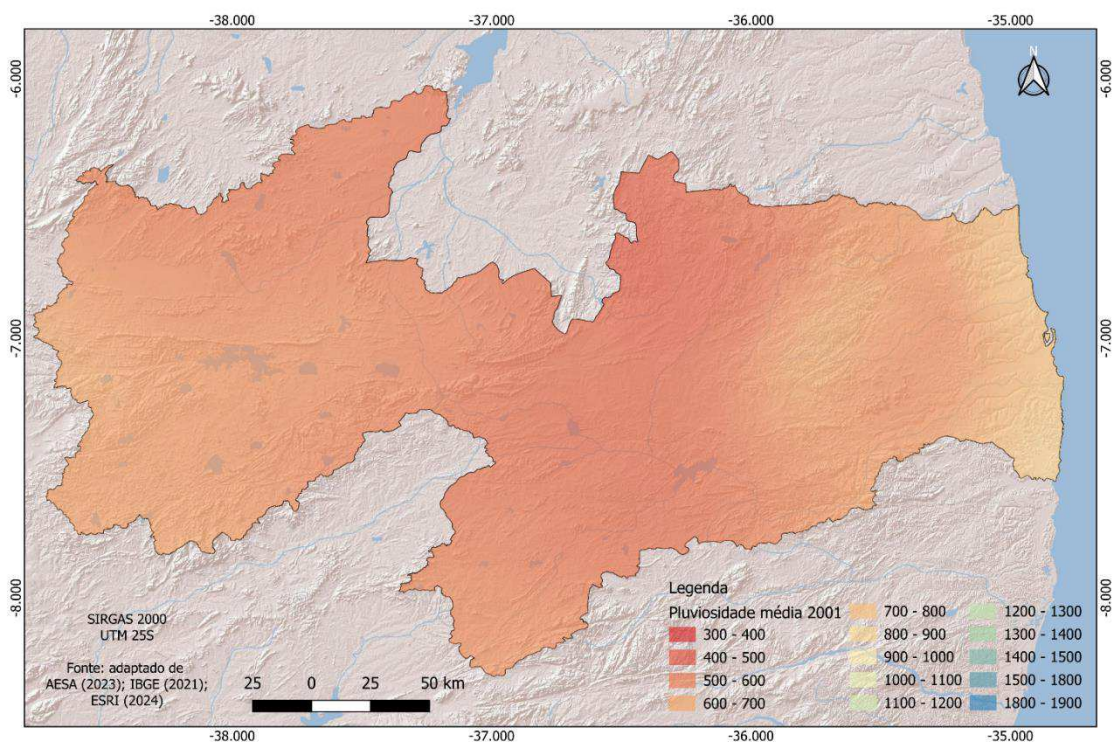 -38.000 -37.000 -36.000 -35.000
-6.000 -6.000
N
-7.000 -7.000
-8.000 -8.000
SIRGAS 2000
UTM 25S
Fonte: adaptado de
AESA (2023); IBGE (2021);
ESRI (2024)
25 0 25 50 km
Legenda
Pluviosidade média 2001
300 - 400
400 - 500
500 - 600
600 - 700
700 - 800
800 - 900
900 - 1000
1000 - 1100
1100 - 1200
1200 - 1300
1300 - 1400
1400 - 1500
1500 - 1800
1800 - 1900
-38.000 -37.000 -36.000 -35.000